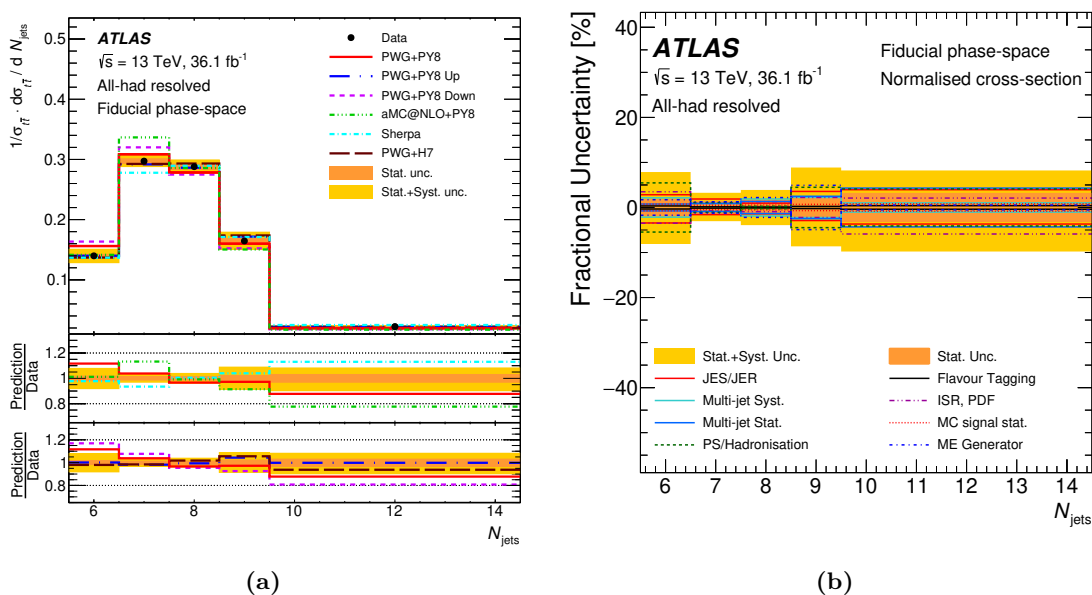 1/σtt̄ · dσtt̄ / d Njets
0.5
0.4
0.3
0.2
0.1
ATLAS
√s = 13 TeV, 36.1 fb-1
All-had resolved
Fiducial phase-space
Data
PWG+PY8
PWG+PY8 Up
PWG+PY8 Down
aMC@NLO+PY8
Sherpa
PWG+H7
Stat. unc.
Stat.+Syst. unc.
Prediction
Data
1.2
1
0.8
Prediction
Data
1.2
1
0.8
6 8 10 12 14
Njets
(a)
Fractional Uncertainty [%]
40
20
0
−20
−40
ATLAS
√s = 13 TeV, 36.1 fb-1
All-had resolved
Fiducial phase-space
Normalised cross-section
Stat.+Syst. Unc.
JES/JER
Multi-jet Syst.
Multi-jet Stat.
PS/Hadronisation
Stat. Unc.
Flavour Tagging
ISR, PDF
MC signal stat.
ME Generator
6 7 8 9 10 11 12 13 14
Njets
(b)